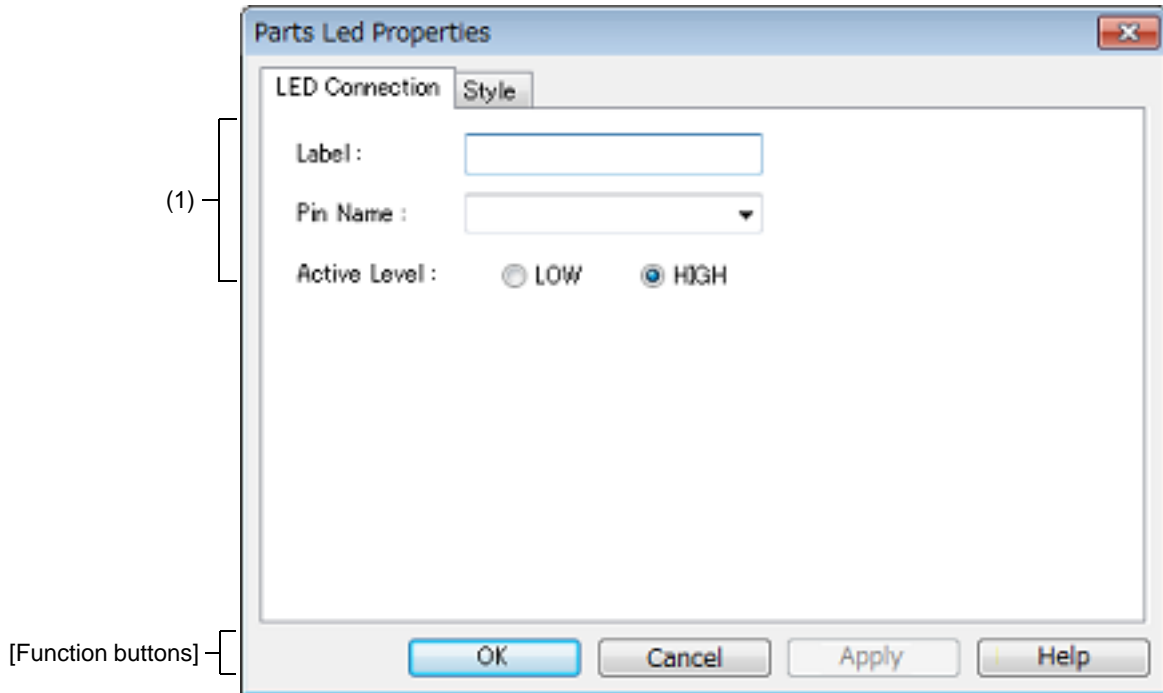 Parts Led Properties
LED Connection Style
Label :
(1)
Pin Name :
Active Level : LOW HIGH
[Function buttons] OK Cancel Apply Help